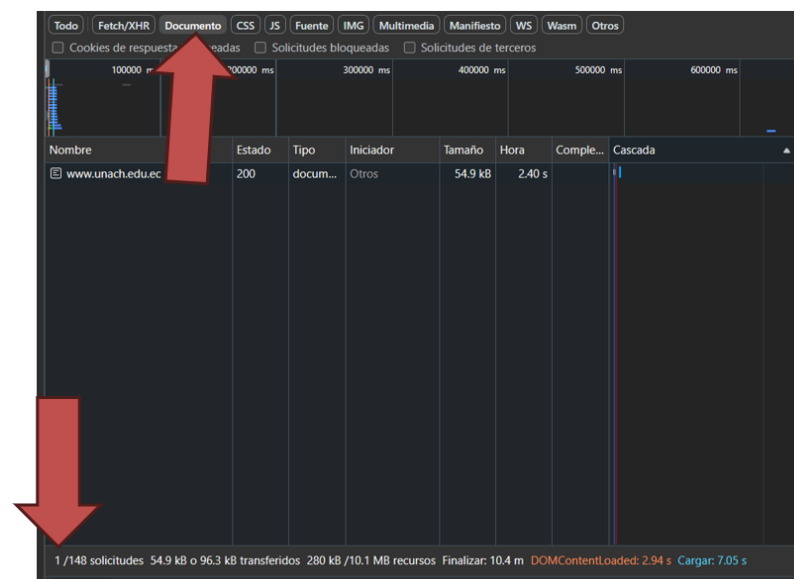 Todo Fetch/XHR Documento CSS JS Fuente IMG Multimedia Manifiesto WS Wasm Otros
Cookies de respuesta Solicitudes bloqueadas Solicitudes de terceros
100000 ms 300000 ms 400000 ms 500000 ms 600000 ms
Nombre Estado Tipo Iniciador Tamaño Hora Comple... Cascada
www.unach.edu.ec 200 docum... Otros 54.9 kB 2.40 s
1 /148 solicitudes 54.9 kB o 96.3 kB transferidos 280 kB /10.1 MB recursos Finalizar: 10.4 m DOMContentLoaded: 2.94 s Cargar: 7.05 s